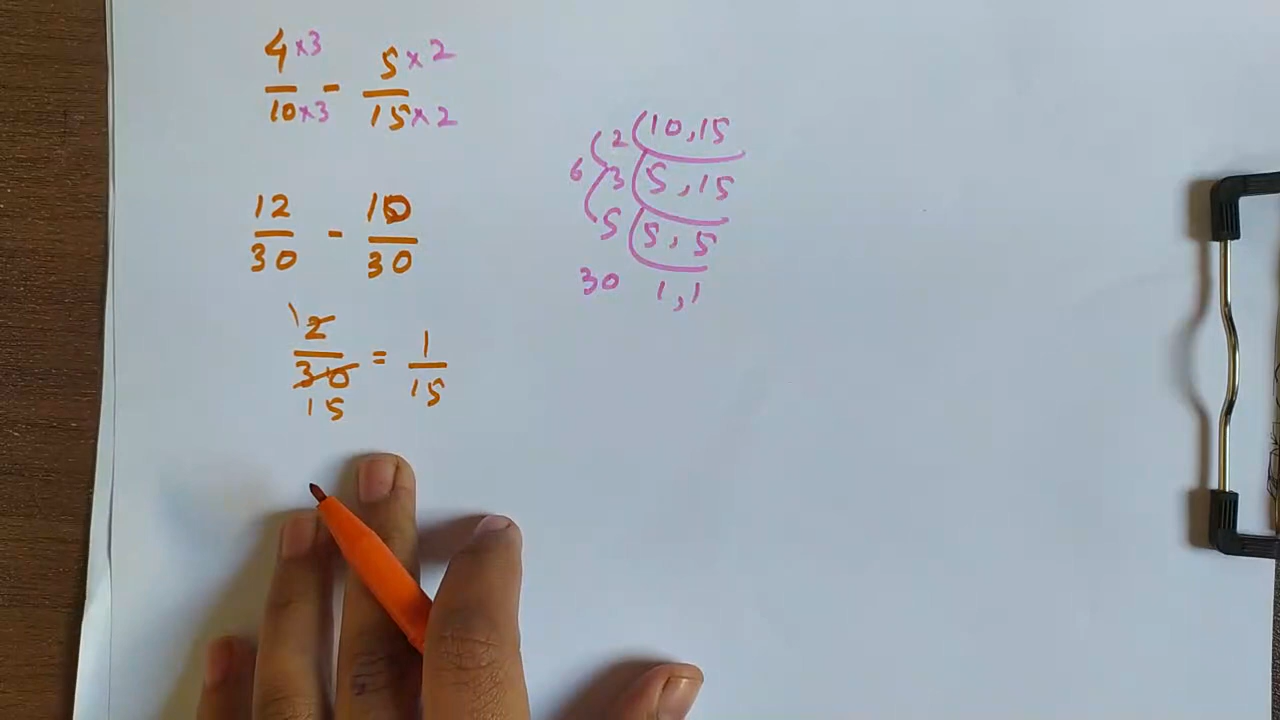 4×3 5×2
— - —
10×3 15×2
12 10
— - —
30 30
1 2
— = 1/15
30
15
2 (10,15
6 3 (5,15
5 (5,5
30 1,1